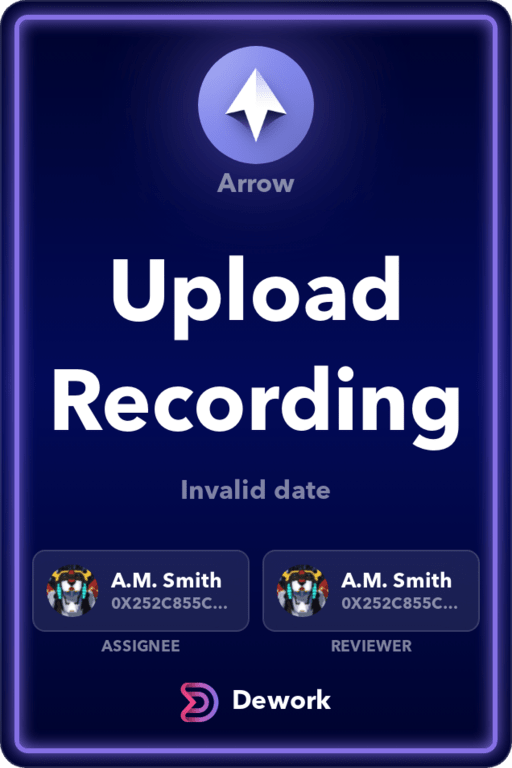 Arrow
Upload
Recording
Invalid date
A.M. Smith
0X252C855C...
A.M. Smith
0X252C855C...
ASSIGNEE
REVIEWER
Dework